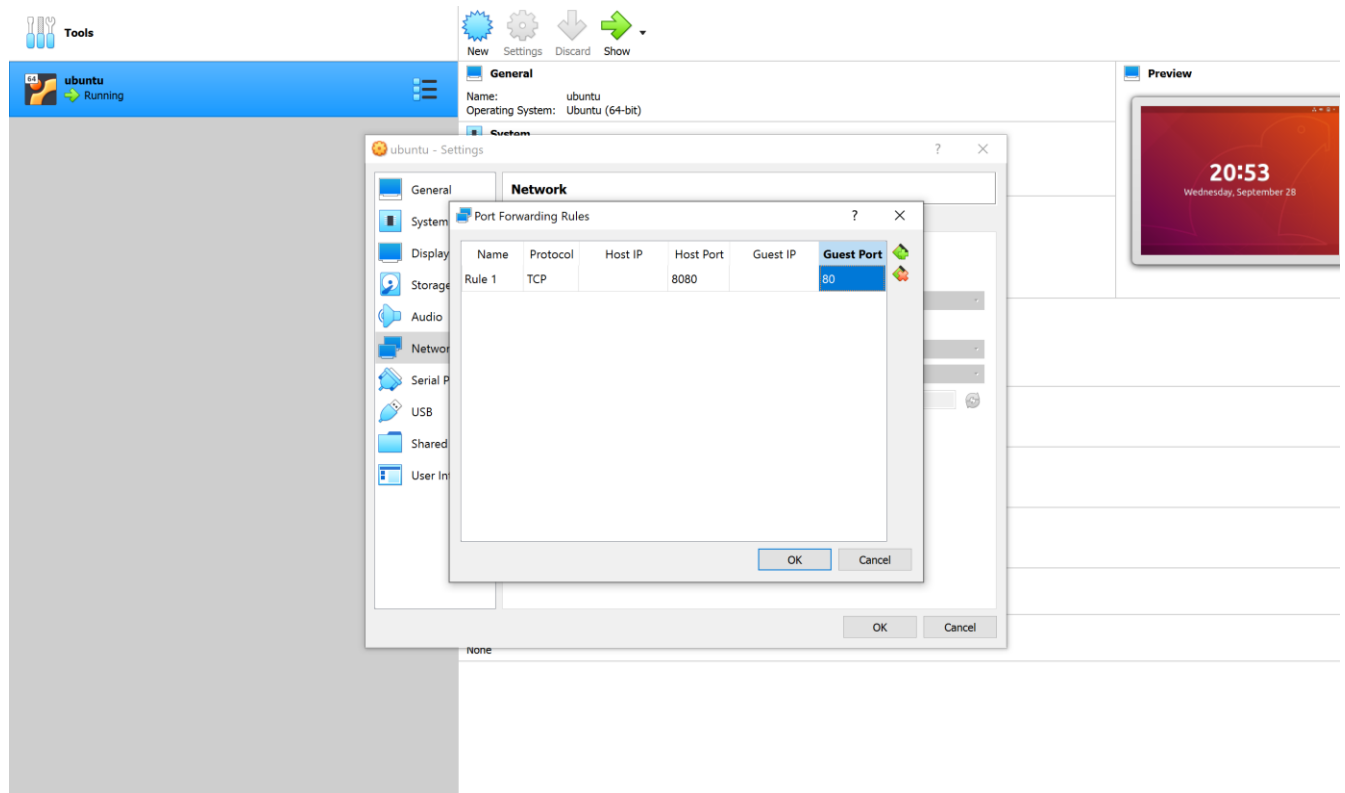 Tools
New Settings Discard Show
64
ubuntu
Running
General
Name: ubuntu
Operating System: Ubuntu (64-bit)
System
Preview
20:53
Wednesday, September 28
ubuntu - Settings ? ×
General
System
Display
Storage
Audio
Networ
Serial P
USB
Shared
User In
Network
Port Forwarding Rules ? ×
Name Protocol Host IP Host Port Guest IP Guest Port
Rule 1 TCP 8080 80
OK Cancel
OK Cancel
None